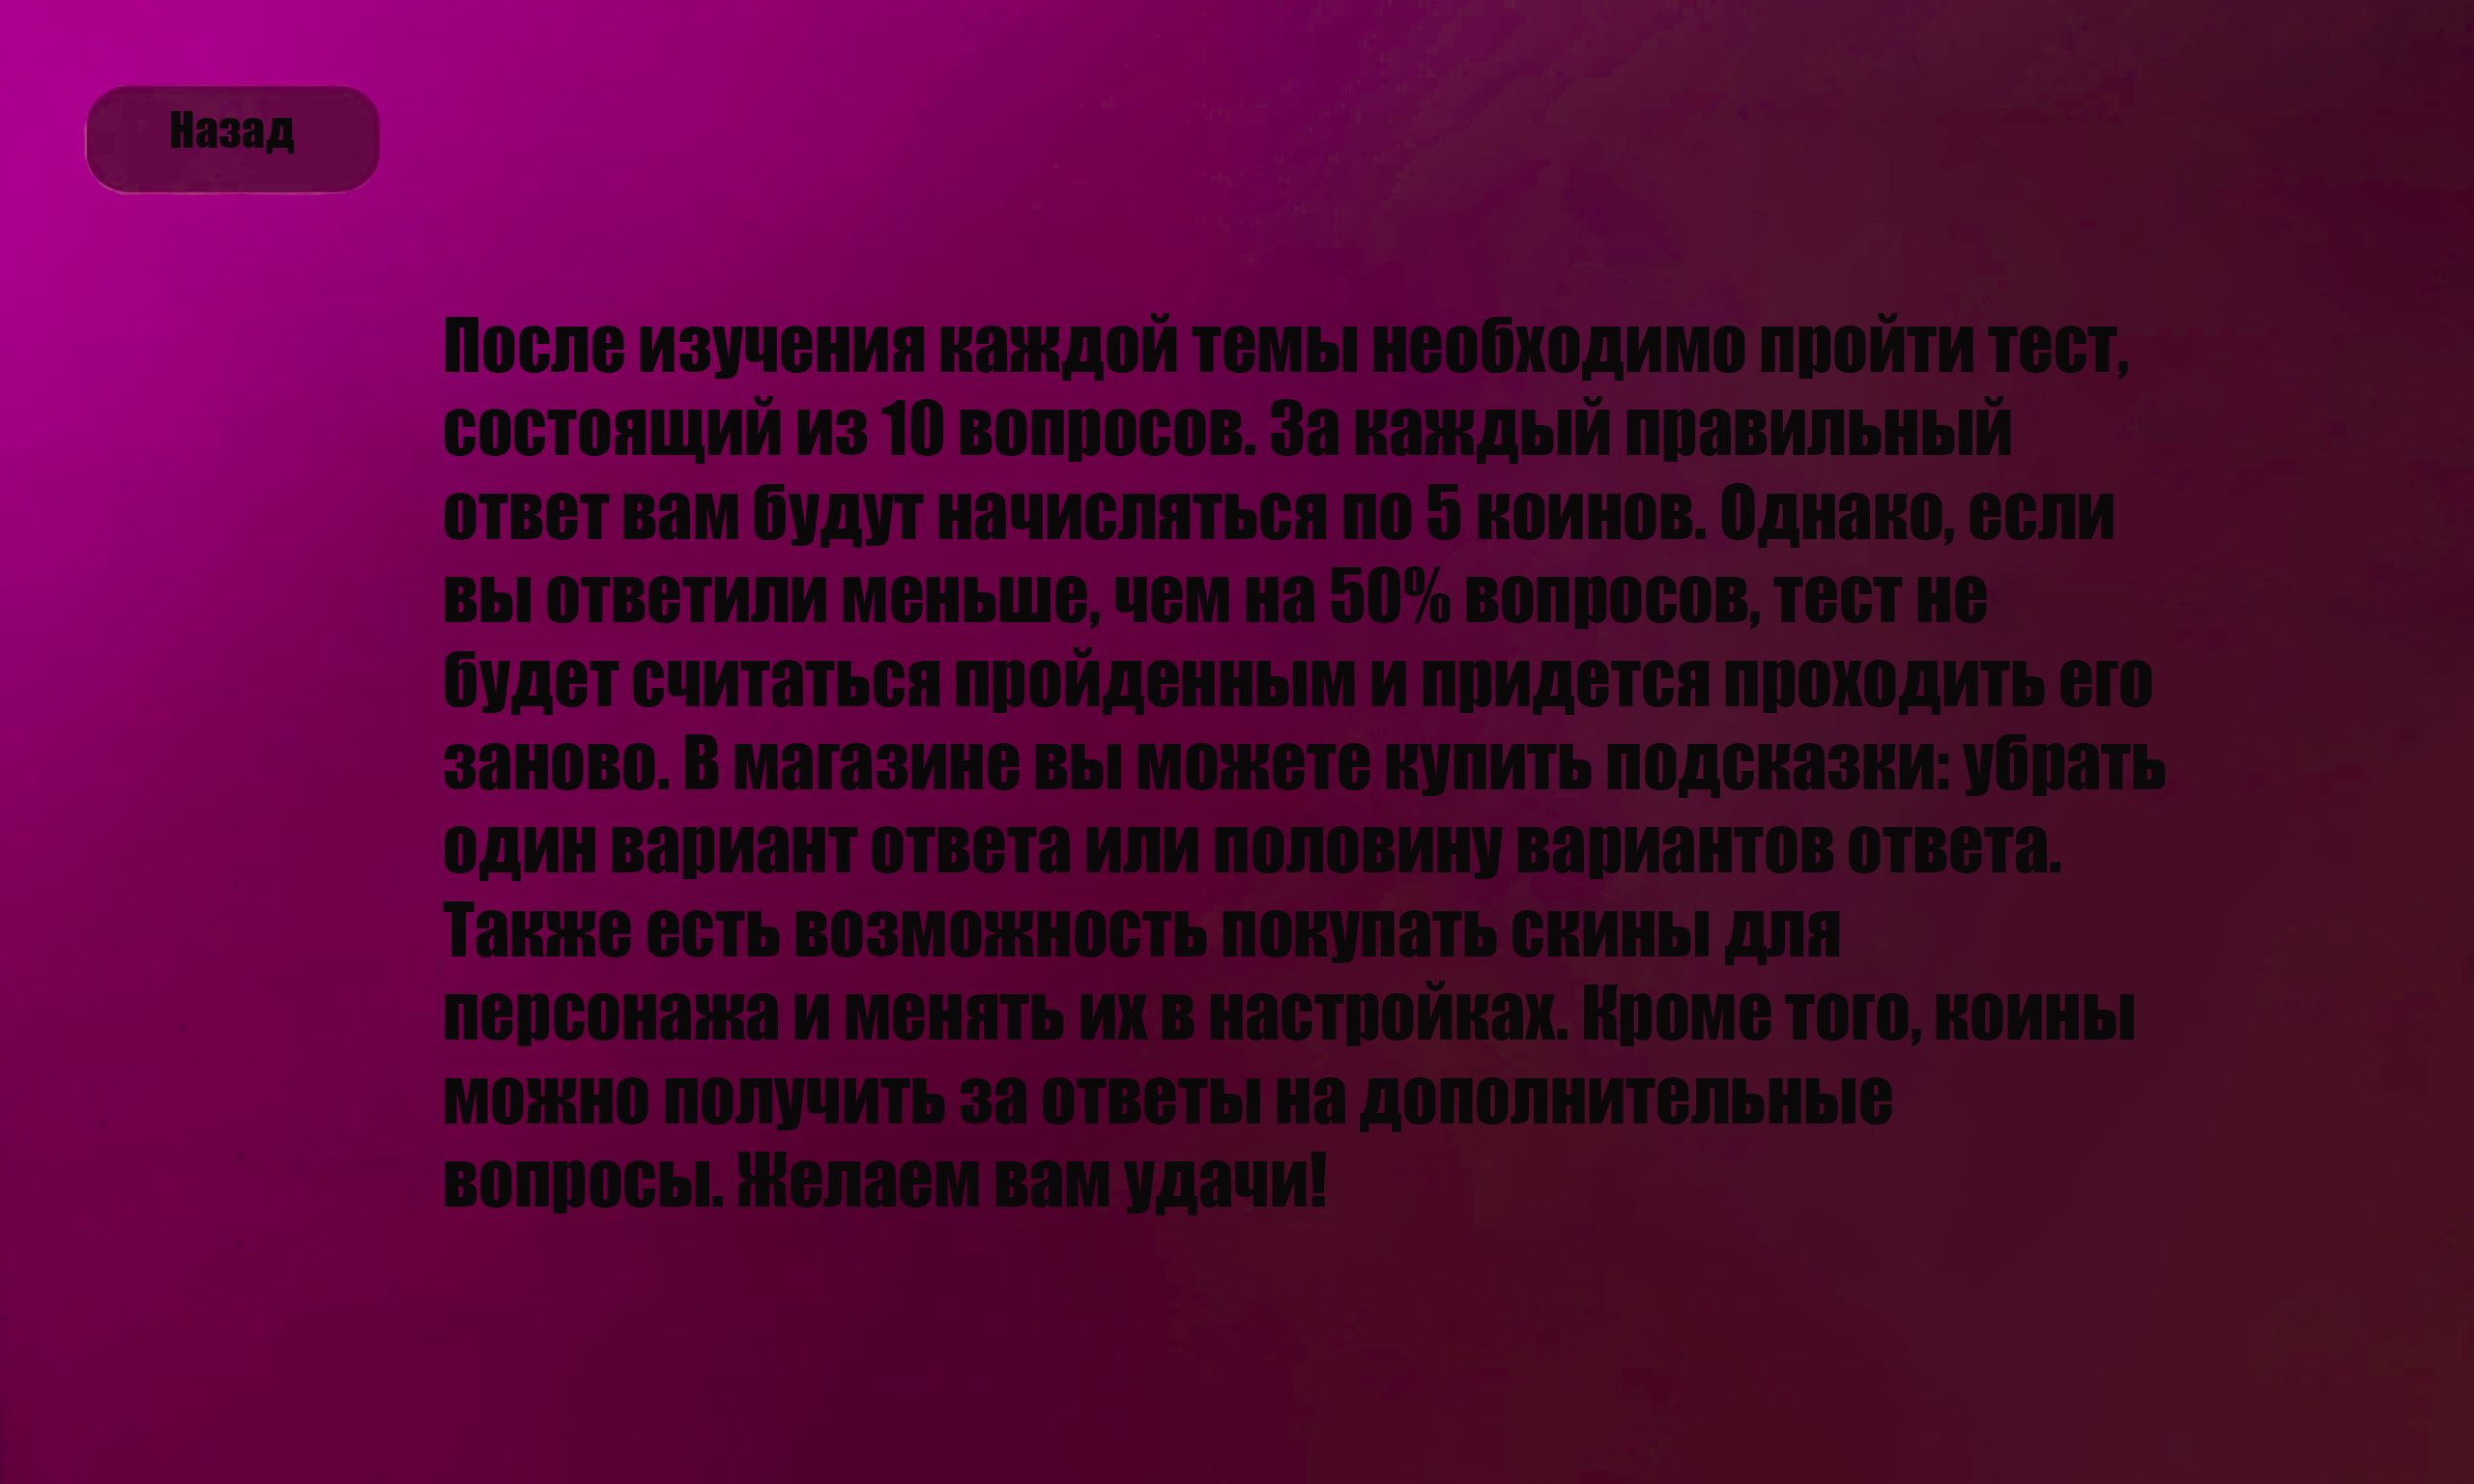 Назад
После изучения каждой темы необходимо пройти тест,
состоящий из 10 вопросов. За каждый правильный
ответ вам будут начисляться по 5 коинов. Однако, если
вы ответили меньше, чем на 50% вопросов, тест не
будет считаться пройденным и придется проходить его
заново. В магазине вы можете купить подсказки: убрать
один вариант ответа или половину вариантов ответа.
Также есть возможность покупать скины для
персонажа и менять их в настройках. Кроме того, коины
можно получить за ответы на дополнительные
вопросы. Желаем вам удачи!